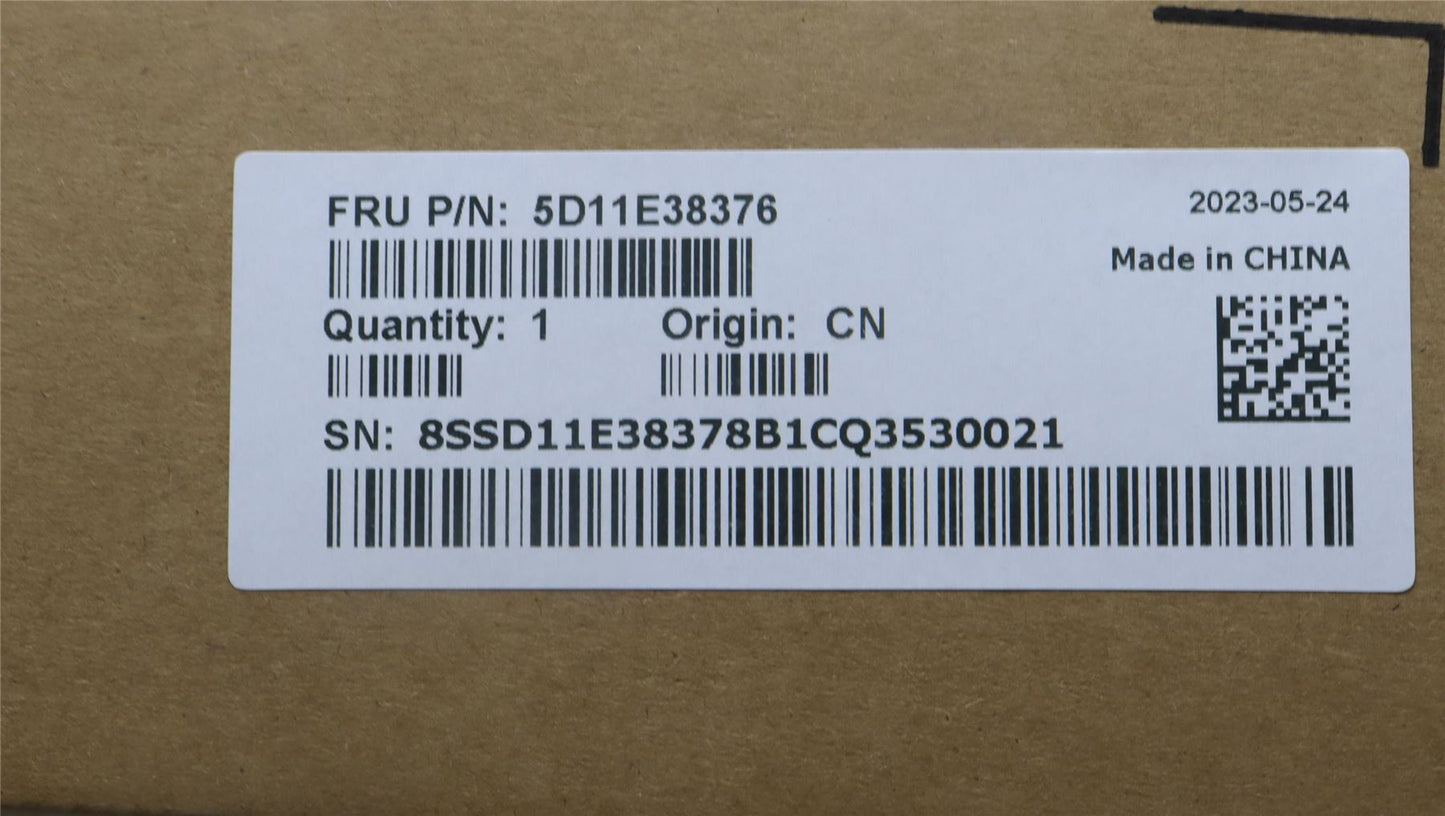 FRU P/N: 5D11E38376
2023-05-24
Made in CHINA
Quantity: 1 Origin: CN
SN: 8SSD11E38378B1CQ3530021